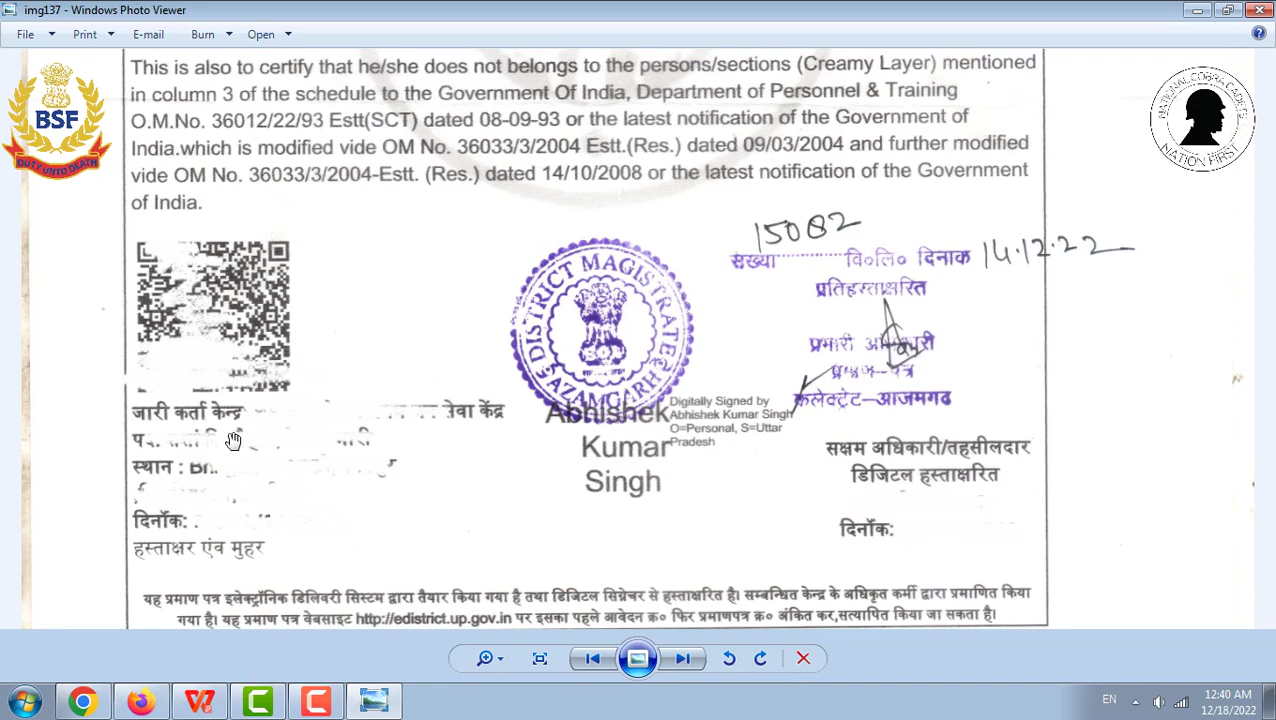 img137 - Windows Photo Viewer
File Print E-mail Burn Open
This is also to certify that he/she does not belongs to the persons/sections (Creamy Layer) mentioned
in column 3 of the schedule to the Government Of India, Department of Personnel & Training
O.M.No. 36012/22/93 Estt(SCT) dated 08-09-93 or the latest notification of the Government of
India.which is modified vide OM No. 36033/3/2004 Estt.(Res.) dated 09/03/2004 and further modified
vide OM No. 36033/3/2004-Estt. (Res.) dated 14/10/2008 or the latest notification of the Government
of India.
BSF
DUTY UNTO DEATH
NATION FIRST
15082
संख्या ............ वि०लि० दिनाक 14.12.22
प्रतिहस्ताक्षरित
प्रभारी
कलेक्ट्रेट-आजमगढ
DISTRICT MAGISTRATE
AZAMGARH
Abhishek
Kumar
Singh
Digitally Signed by
Abhishek Kumar Singh
O=Personal, S=Uttar
Pradesh
जारी कर्ता केन्द्र सेवा केंद्र
स्थान :
दिनाँक:
हस्ताक्षर एंव मुहर
सक्षम अधिकारी/तहसीलदार
डिजिटल हस्ताक्षरित
दिनाँक:
यह प्रमाण पत्र इलेक्ट्रॉनिक डिलिवरी सिस्टम द्वारा तैयार किया गया है तथा डिजिटल सिग्नेचर से हस्ताक्षरित है। सम्बन्धित केन्द्र के अधिकृत कर्मी द्वारा प्रमाणित किया
गया है। यह प्रमाण पत्र वेबसाइट http://edistrict.up.gov.in पर इसका पहले आवेदन क्र० फिर प्रमाणपत्र क्र० अंकित कर,सत्यापित किया जा सकता है।
EN
12:40 AM
12/18/2022